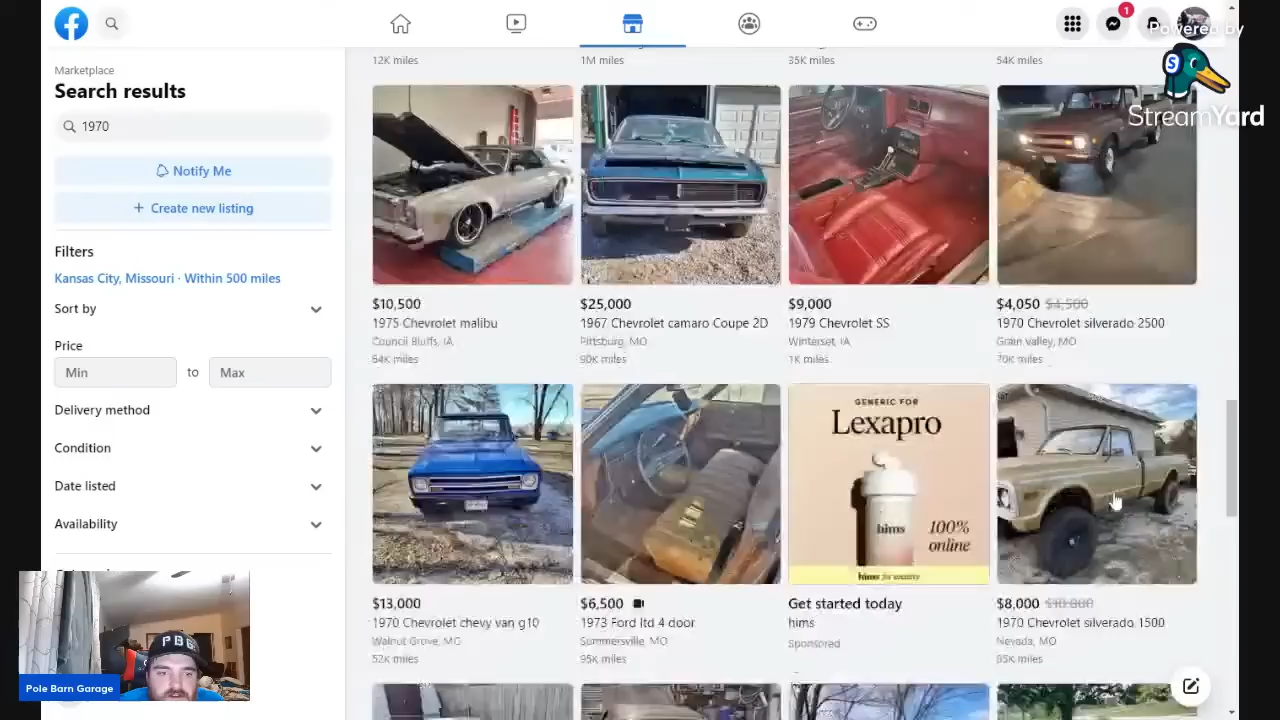 1
Powered by
S
StreamYard
Marketplace
Search results
1970
Notify Me
+ Create new listing
Filters
Kansas City, Missouri · Within 500 miles
Sort by
Price
Min
to
Max
Delivery method
Condition
Date listed
Availability
12K miles
1M miles
35K miles
54K miles
$10,500
1975 Chevrolet malibu
Council Bluffs, IA
64K miles
$25,000
1967 Chevrolet camaro Coupe 2D
Pittsburg, MO
90K miles
$9,000
1979 Chevrolet SS
Winterset, IA
1K miles
$4,050 $4,500
1970 Chevrolet silverado 2500
Grain Valley, MO
70K miles
$13,000
1970 Chevrolet chevy van g10
Walnut Grove, MO
52K miles
$6,500
1973 Ford ltd 4 door
Summersville, MO
95K miles
GENERIC FOR
Lexapro
hims
100%
online
Get started today
hims
Sponsored
$8,000 $10,000
1970 Chevrolet silverado 1500
Nevada, MO
85K miles
PBG
Pole Barn Garage